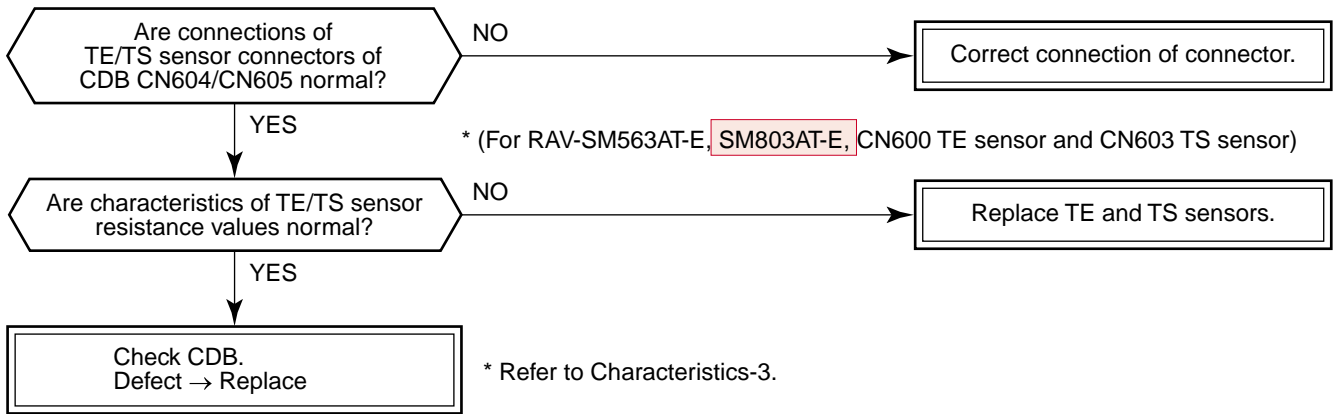 Are connections of
TE/TS sensor connectors of
CDB CN604/CN605 normal?
NO
Correct connection of connector.
YES
* (For RAV-SM563AT-E, SM803AT-E, CN600 TE sensor and CN603 TS sensor)
Are characteristics of TE/TS sensor
resistance values normal?
NO
Replace TE and TS sensors.
YES
Check CDB.
Defect → Replace
* Refer to Characteristics-3.